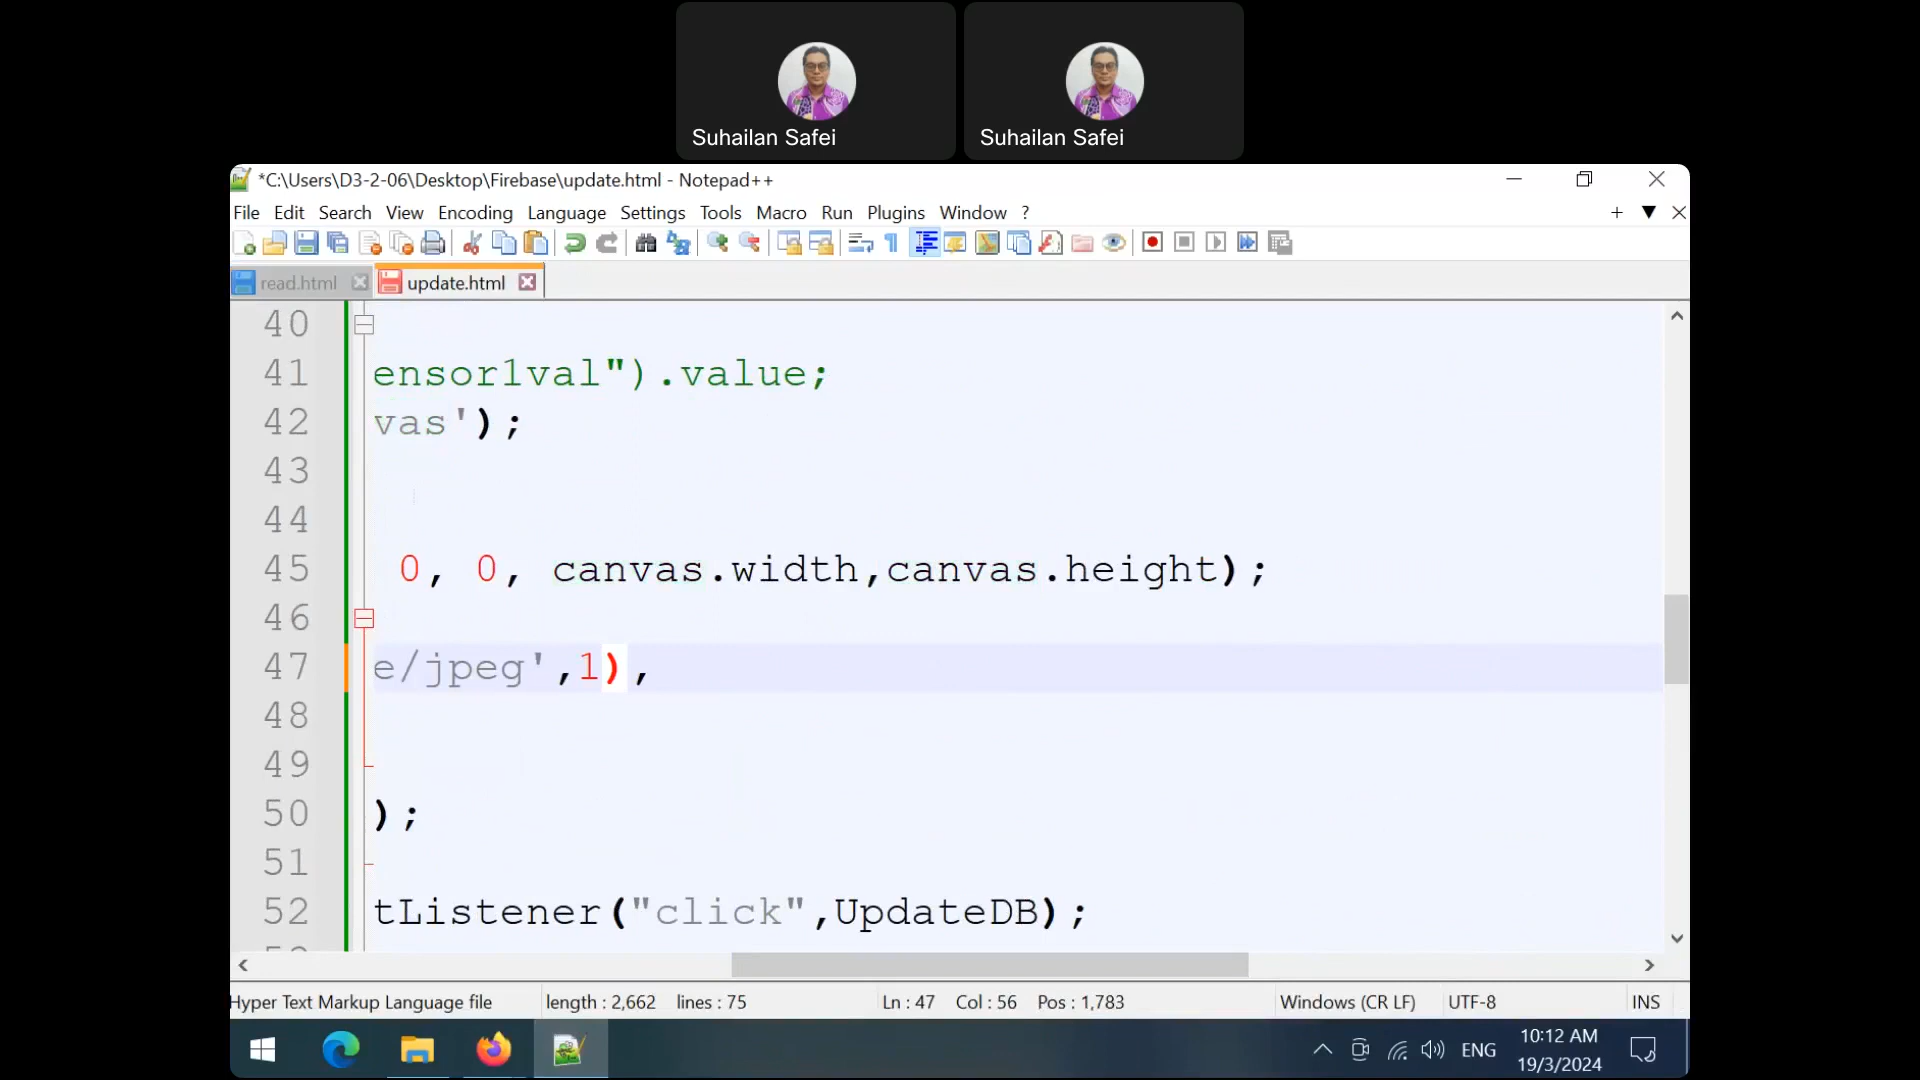 Suhailan Safei
Suhailan Safei
*C:\Users\D3-2-06\Desktop\Firebase\update.html - Notepad++
File Edit Search View Encoding Language Settings Tools Macro Run Plugins Window ?
read.html update.html
40
41 ensor1val").value;
42 vas');
43
44
45 0, 0, canvas.width,canvas.height);
46
47 e/jpeg',1),
48
49
50 );
51
52 tListener("click",UpdateDB);
Hyper Text Markup Language file length : 2,662 lines : 75 Ln : 47 Col : 56 Pos : 1,783 Windows (CR LF) UTF-8 INS
ENG 10:12 AM
19/3/2024